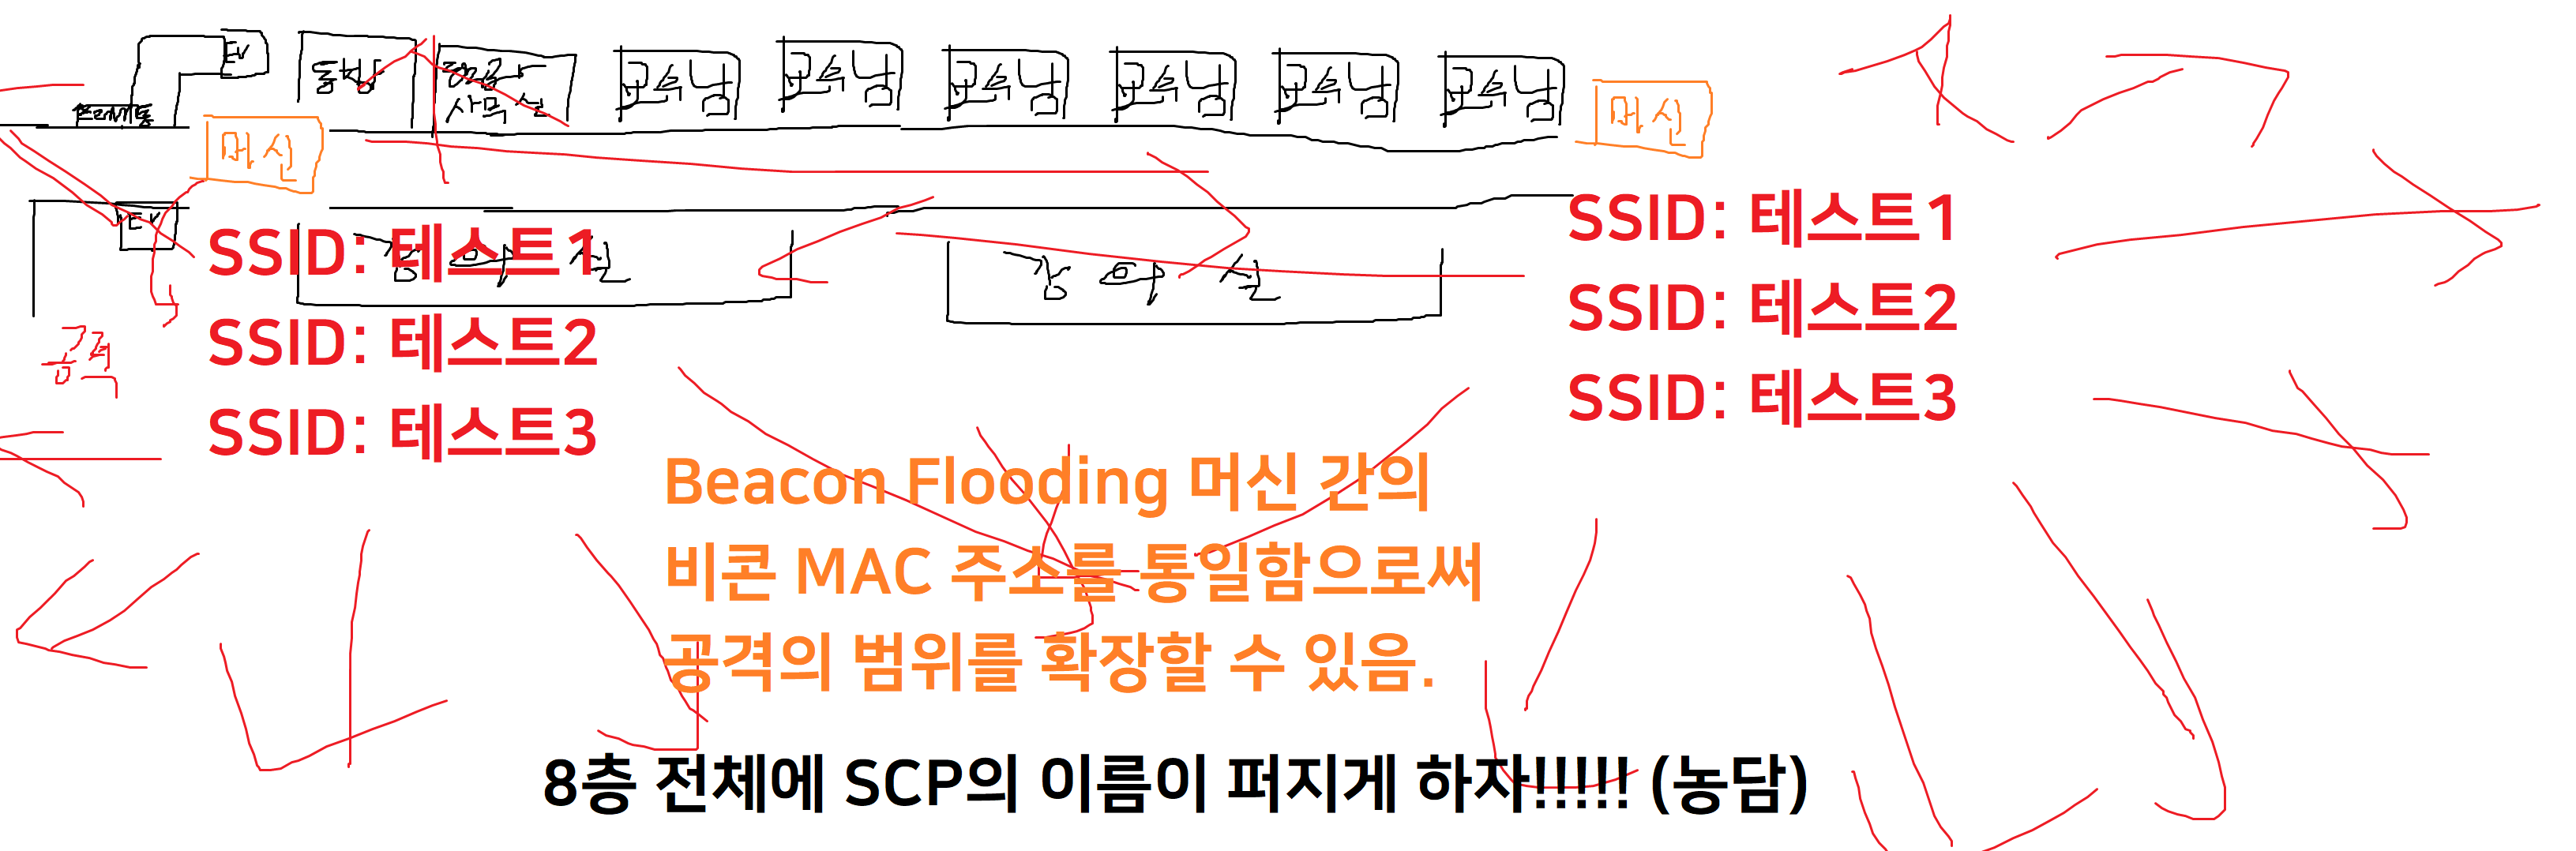 EV
동방
사무실
교수님
교수님
교수님
교수님
교수님
교수님
머신
머신
EV
SSID: 테스트1
SSID: 테스트2
SSID: 테스트3
강 의 실
강 의 실
SSID: 테스트1
SSID: 테스트2
SSID: 테스트3
공격
Beacon Flooding 머신 간의
비콘 MAC 주소를 통일함으로써
공격의 범위를 확장할 수 있음.
8층 전체에 SCP의 이름이 퍼지게 하자!!!!! (농담)